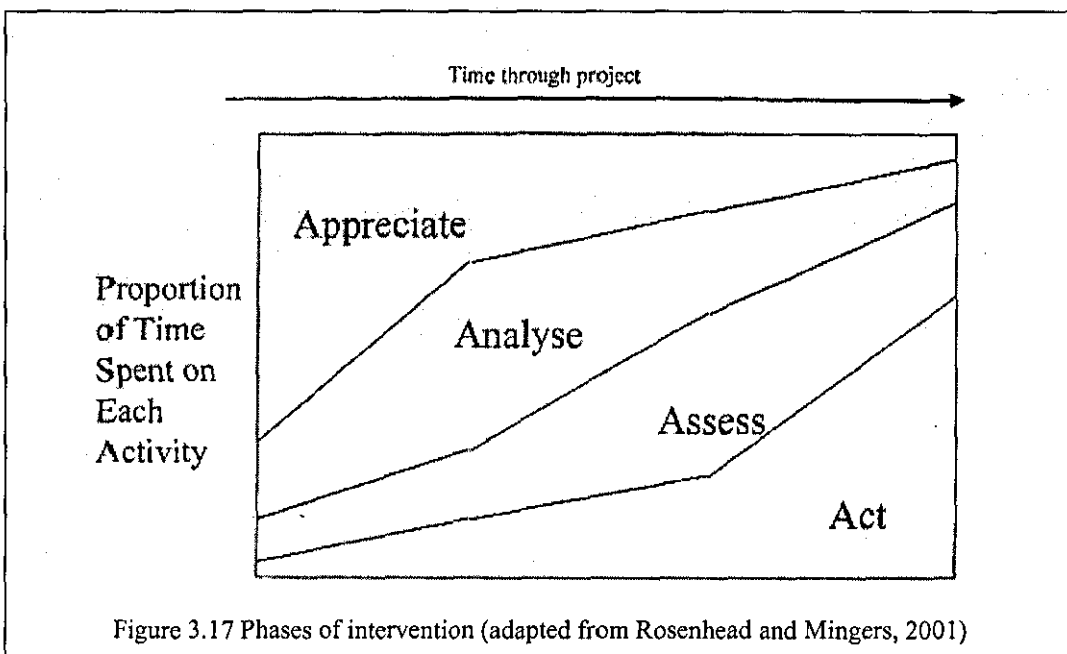 Time through project
Appreciate
Proportion
of Time
Spent on
Each
Activity
Analyse
Assess
Act
Figure 3.17 Phases of intervention (adapted from Rosenhead and Mingers, 2001)